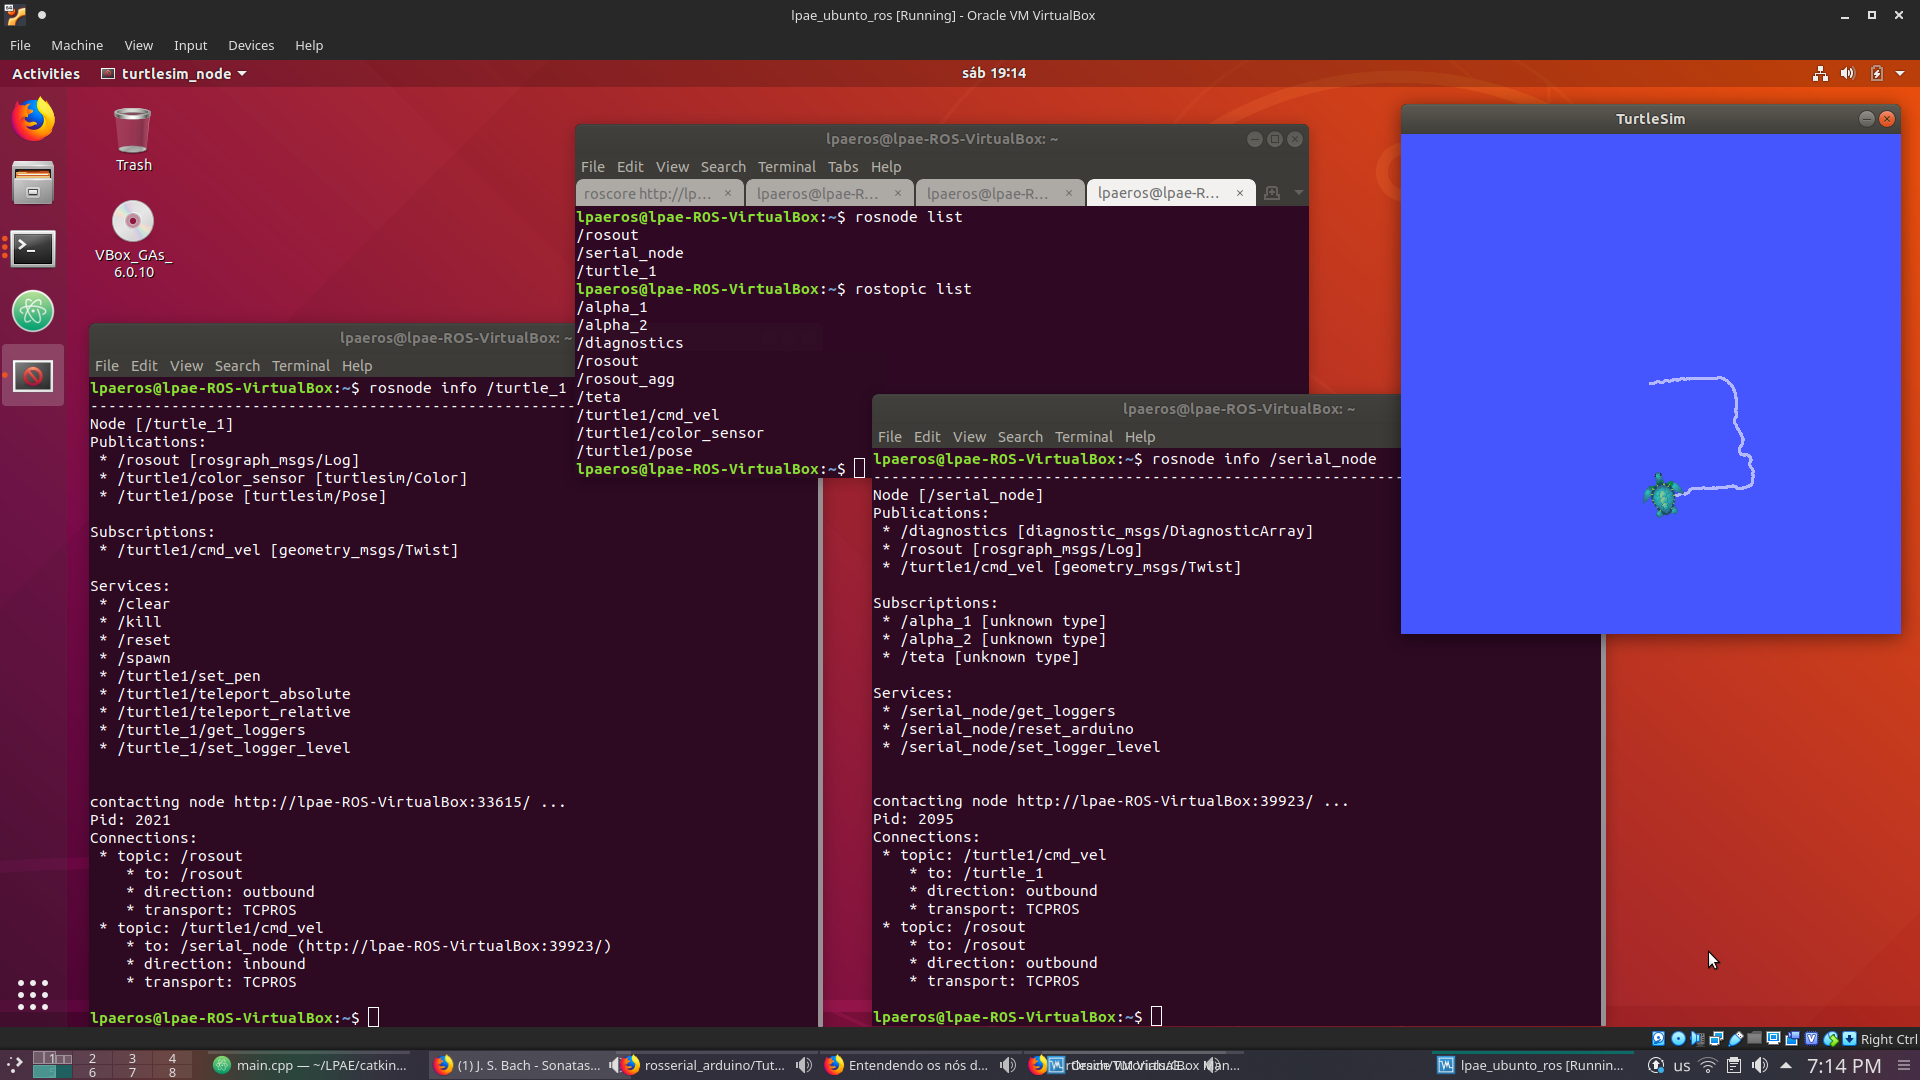 lpae_ubunto_ros [Running] - Oracle VM VirtualBox
File Machine View Input Devices Help
Activities turtlesim_node sáb 19:14
Trash
VBox_GAs_
6.0.10
lpaeros@lpae-ROS-VirtualBox: ~
File Edit View Search Terminal Tabs Help
roscore http://lp... × lpaeros@lpae-R... × lpaeros@lpae-R... × lpaeros@lpae-R... ×
lpaeros@lpae-ROS-VirtualBox:~$ rosnode list
/rosout
/serial_node
/turtle_1
lpaeros@lpae-ROS-VirtualBox:~$ rostopic list
/alpha_1
/alpha_2
/diagnostics
/rosout
/rosout_agg
/teta
/turtle1/cmd_vel
/turtle1/color_sensor
/turtle1/pose
lpaeros@lpae-ROS-VirtualBox:~$
lpaeros@lpae-ROS-VirtualBox: ~
File Edit View Search Terminal Help
lpaeros@lpae-ROS-VirtualBox:~$ rosnode info /turtle_1
------------------------------------------------------
Node [/turtle_1]
Publications:
* /rosout [rosgraph_msgs/Log]
* /turtle1/color_sensor [turtlesim/Color]
* /turtle1/pose [turtlesim/Pose]
Subscriptions:
* /turtle1/cmd_vel [geometry_msgs/Twist]
Services:
* /clear
* /kill
* /reset
* /spawn
* /turtle1/set_pen
* /turtle1/teleport_absolute
* /turtle1/teleport_relative
* /turtle_1/get_loggers
* /turtle_1/set_logger_level
contacting node http://lpae-ROS-VirtualBox:33615/ ...
Pid: 2021
Connections:
* topic: /rosout
* to: /rosout
* direction: outbound
* transport: TCPROS
* topic: /turtle1/cmd_vel
* to: /serial_node (http://lpae-ROS-VirtualBox:39923/)
* direction: inbound
* transport: TCPROS
lpaeros@lpae-ROS-VirtualBox:~$
lpaeros@lpae-ROS-VirtualBox: ~
File Edit View Search Terminal Help
lpaeros@lpae-ROS-VirtualBox:~$ rosnode info /serial_node
-----------------------------------------------------------
Node [/serial_node]
Publications:
* /diagnostics [diagnostic_msgs/DiagnosticArray]
* /rosout [rosgraph_msgs/Log]
* /turtle1/cmd_vel [geometry_msgs/Twist]
Subscriptions:
* /alpha_1 [unknown type]
* /alpha_2 [unknown type]
* /teta [unknown type]
Services:
* /serial_node/get_loggers
* /serial_node/reset_arduino
* /serial_node/set_logger_level
contacting node http://lpae-ROS-VirtualBox:39923/ ...
Pid: 2095
Connections:
* topic: /turtle1/cmd_vel
* to: /turtle_1
* direction: outbound
* transport: TCPROS
* topic: /rosout
* to: /rosout
* direction: outbound
* transport: TCPROS
lpaeros@lpae-ROS-VirtualBox:~$
TurtleSim
Right Ctrl
1 2 3 4
5 6 7 8
main.cpp — ~/LPAE/catkin... (1) J. S. Bach - Sonatas... rosserial_arduino/Tut... Entendendo os nós d... lpae_ubunto_ros [Runnin... us 7:14 PM